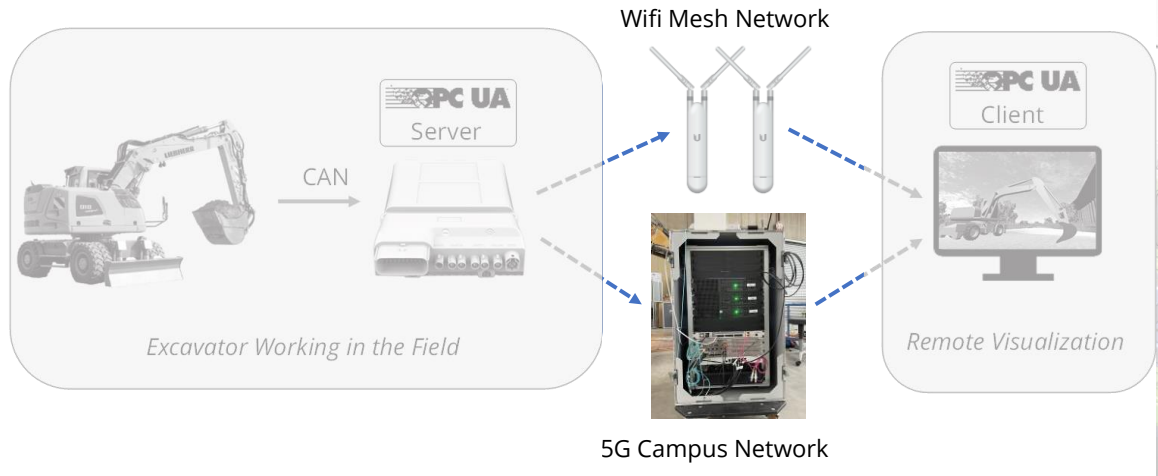 Wifi Mesh Network
OPC UA
Server
CAN
LIEBHERR
Excavator Working in the Field
OPC UA
Client
Remote Visualization
5G Campus Network